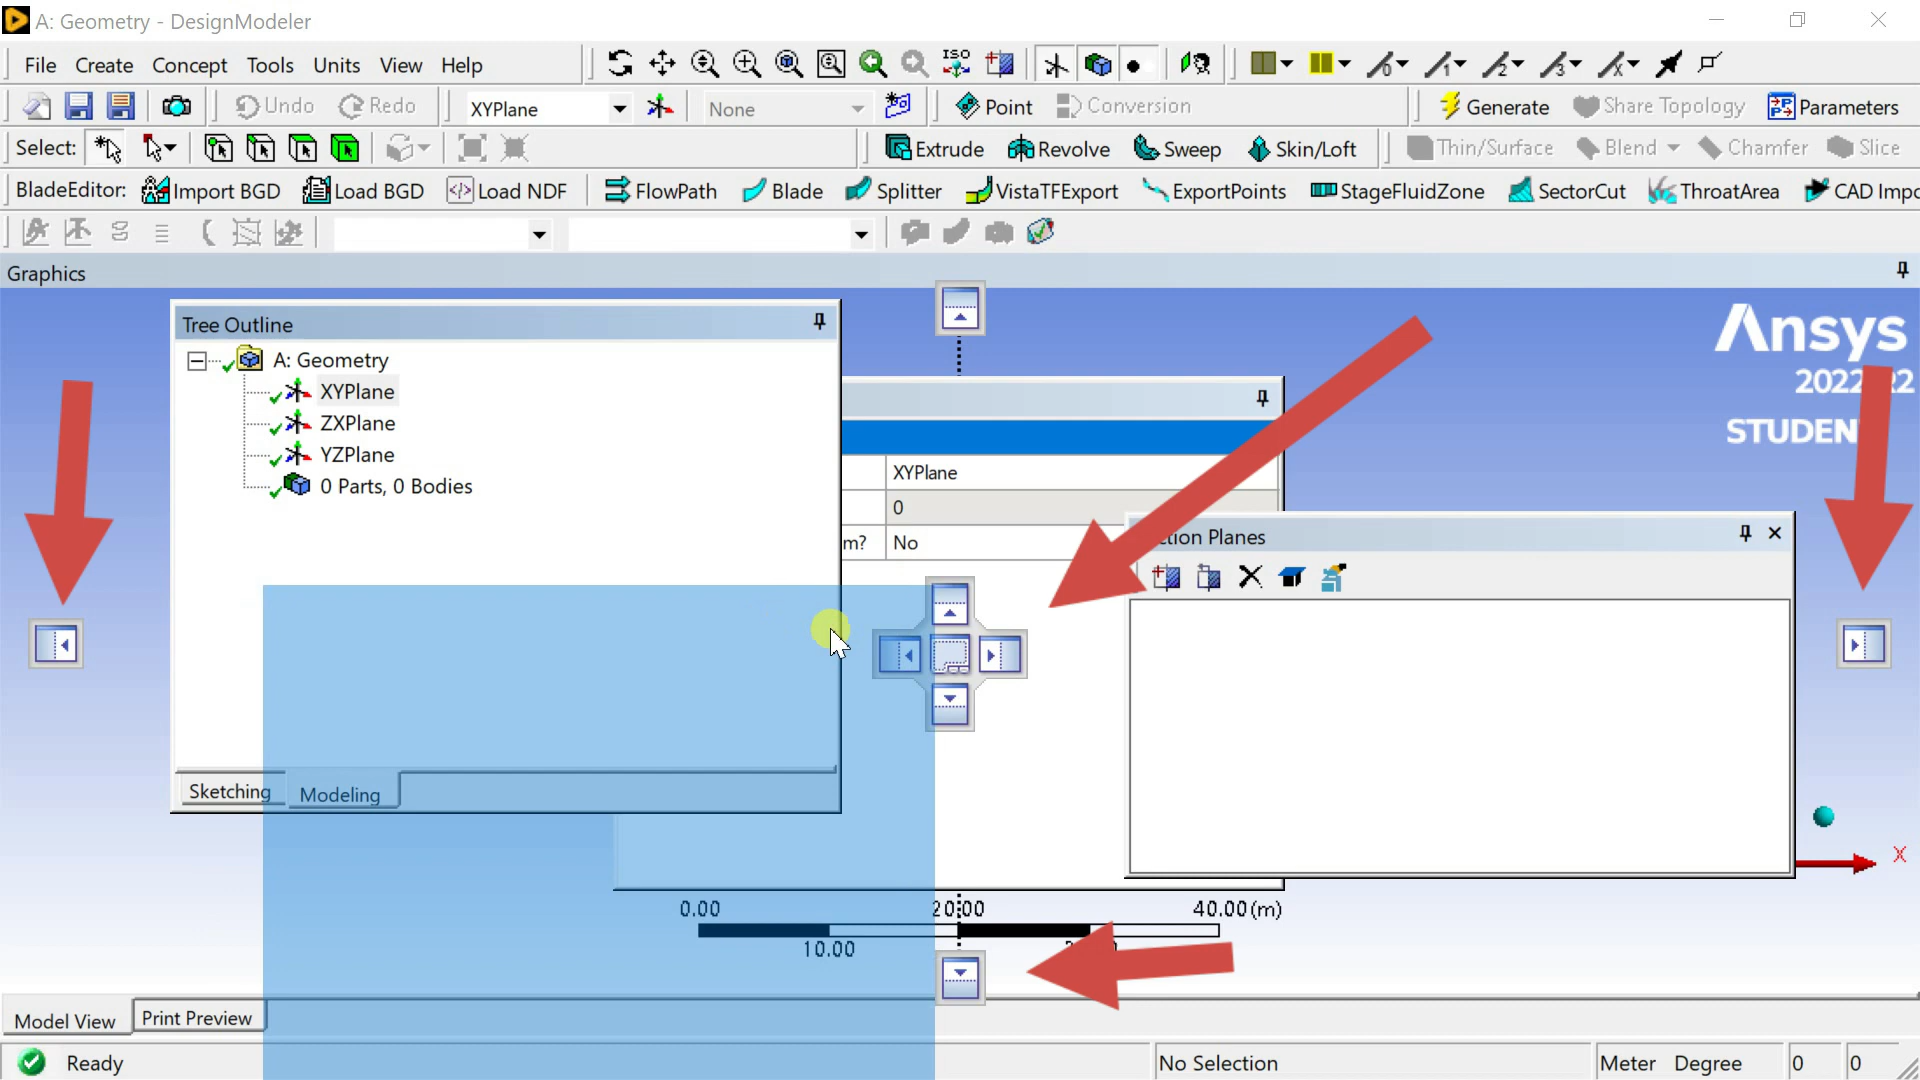 A: Geometry - DesignModeler
File Create Concept Tools Units View Help
ISO
Undo Redo XYPlane None Point Conversion Generate Share Topology Parameters
Select: Extrude Revolve Sweep Skin/Loft Thin/Surface Blend Chamfer Slice
BladeEditor: Import BGD Load BGD Load NDF FlowPath Blade Splitter VistaTFExport ExportPoints StageFluidZone SectorCut ThroatArea CAD Impo
Graphics
Tree Outline
Ansys
A: Geometry
XYPlane
ZXPlane
YZPlane
0 Parts, 0 Bodies
2022 R2
STUDEN
XYPlane
0
m? No
ction Planes
Sketching Modeling
X
0.00 20.00 40.00 (m)
10.00
Model View Print Preview
Ready No Selection Meter Degree 0 0